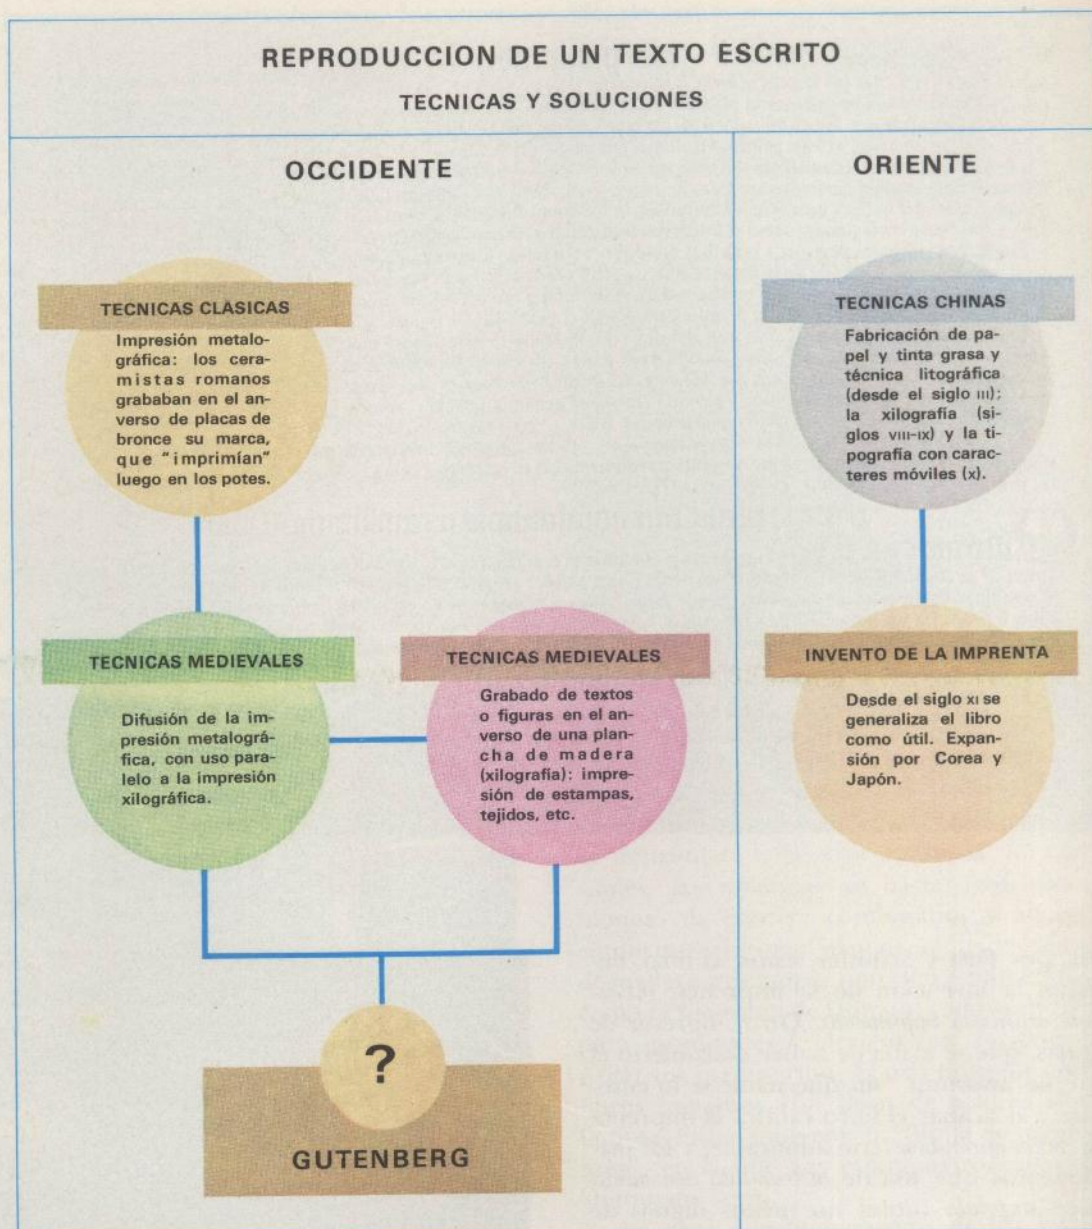 REPRODUCCION DE UN TEXTO ESCRITO
TECNICAS Y SOLUCIONES
OCCIDENTE
TECNICAS CLASICAS
Impresión metalo-
gráfica: los cera-
mistas romanos
grababan en el an-
verso de placas de
bronce su marca,
que "imprimían"
luego en los potes.
TECNICAS MEDIEVALES
Difusión de la im-
presión metalográ-
fica, con uso para-
lelo a la impresión
xilográfica.
TECNICAS MEDIEVALES
Grabado de textos
o figuras en el an-
verso de una plan-
cha de madera
(xilografía): impre-
sión de estampas,
tejidos, etc.
?
GUTENBERG
ORIENTE
TECNICAS CHINAS
Fabricación de pa-
pel y tinta grasa y
técnica litográfica
(desde el siglo III);
la xilografía (si-
glos VIII-IX) y la ti-
pografía con carac-
teres móviles (X).
INVENTO DE LA IMPRENTA
Desde el siglo XI se
generaliza el libro
como útil. Expan-
sión por Corea y
Japón.